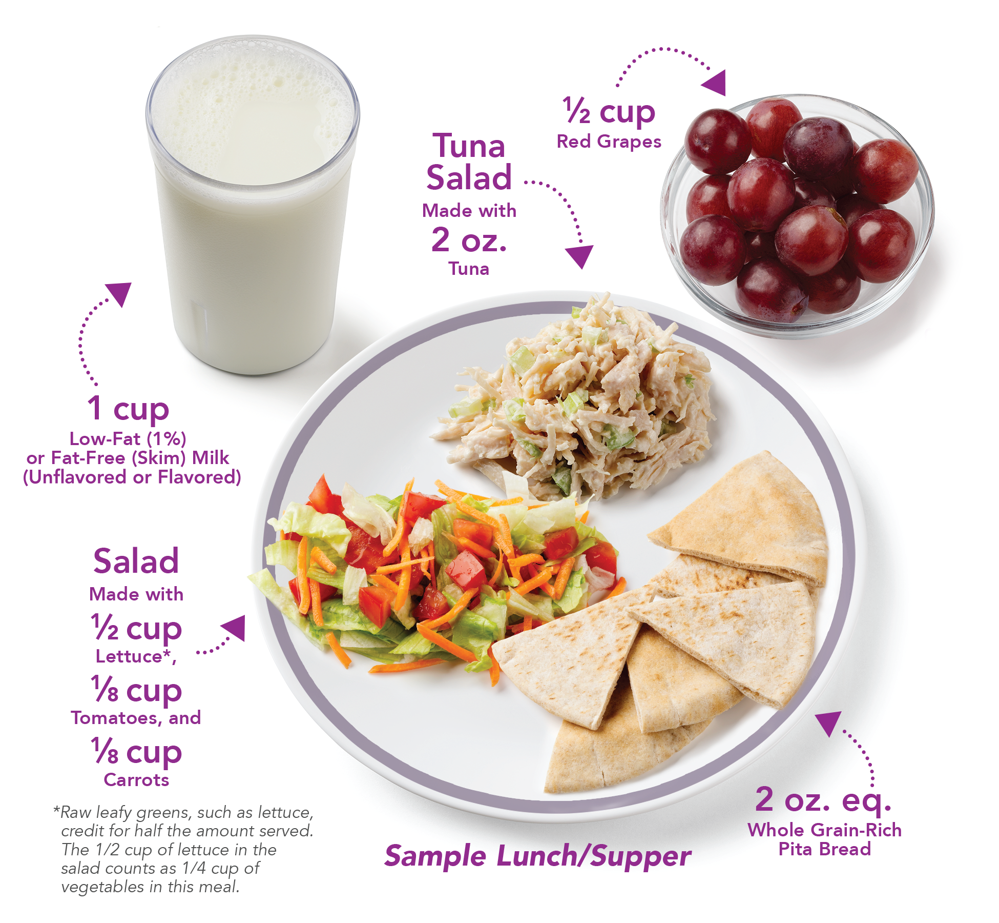 ½ cup
Red Grapes
Tuna
Salad
Made with
2 oz.
Tuna
1 cup
Low-Fat (1%)
or Fat-Free (Skim) Milk
(Unflavored or Flavored)
Salad
Made with
½ cup
Lettuce*,
⅛ cup
Tomatoes, and
⅛ cup
Carrots
*Raw leafy greens, such as lettuce,
credit for half the amount served.
The 1/2 cup of lettuce in the
salad counts as 1/4 cup of
vegetables in this meal.
2 oz. eq.
Whole Grain-Rich
Pita Bread
Sample Lunch/Supper